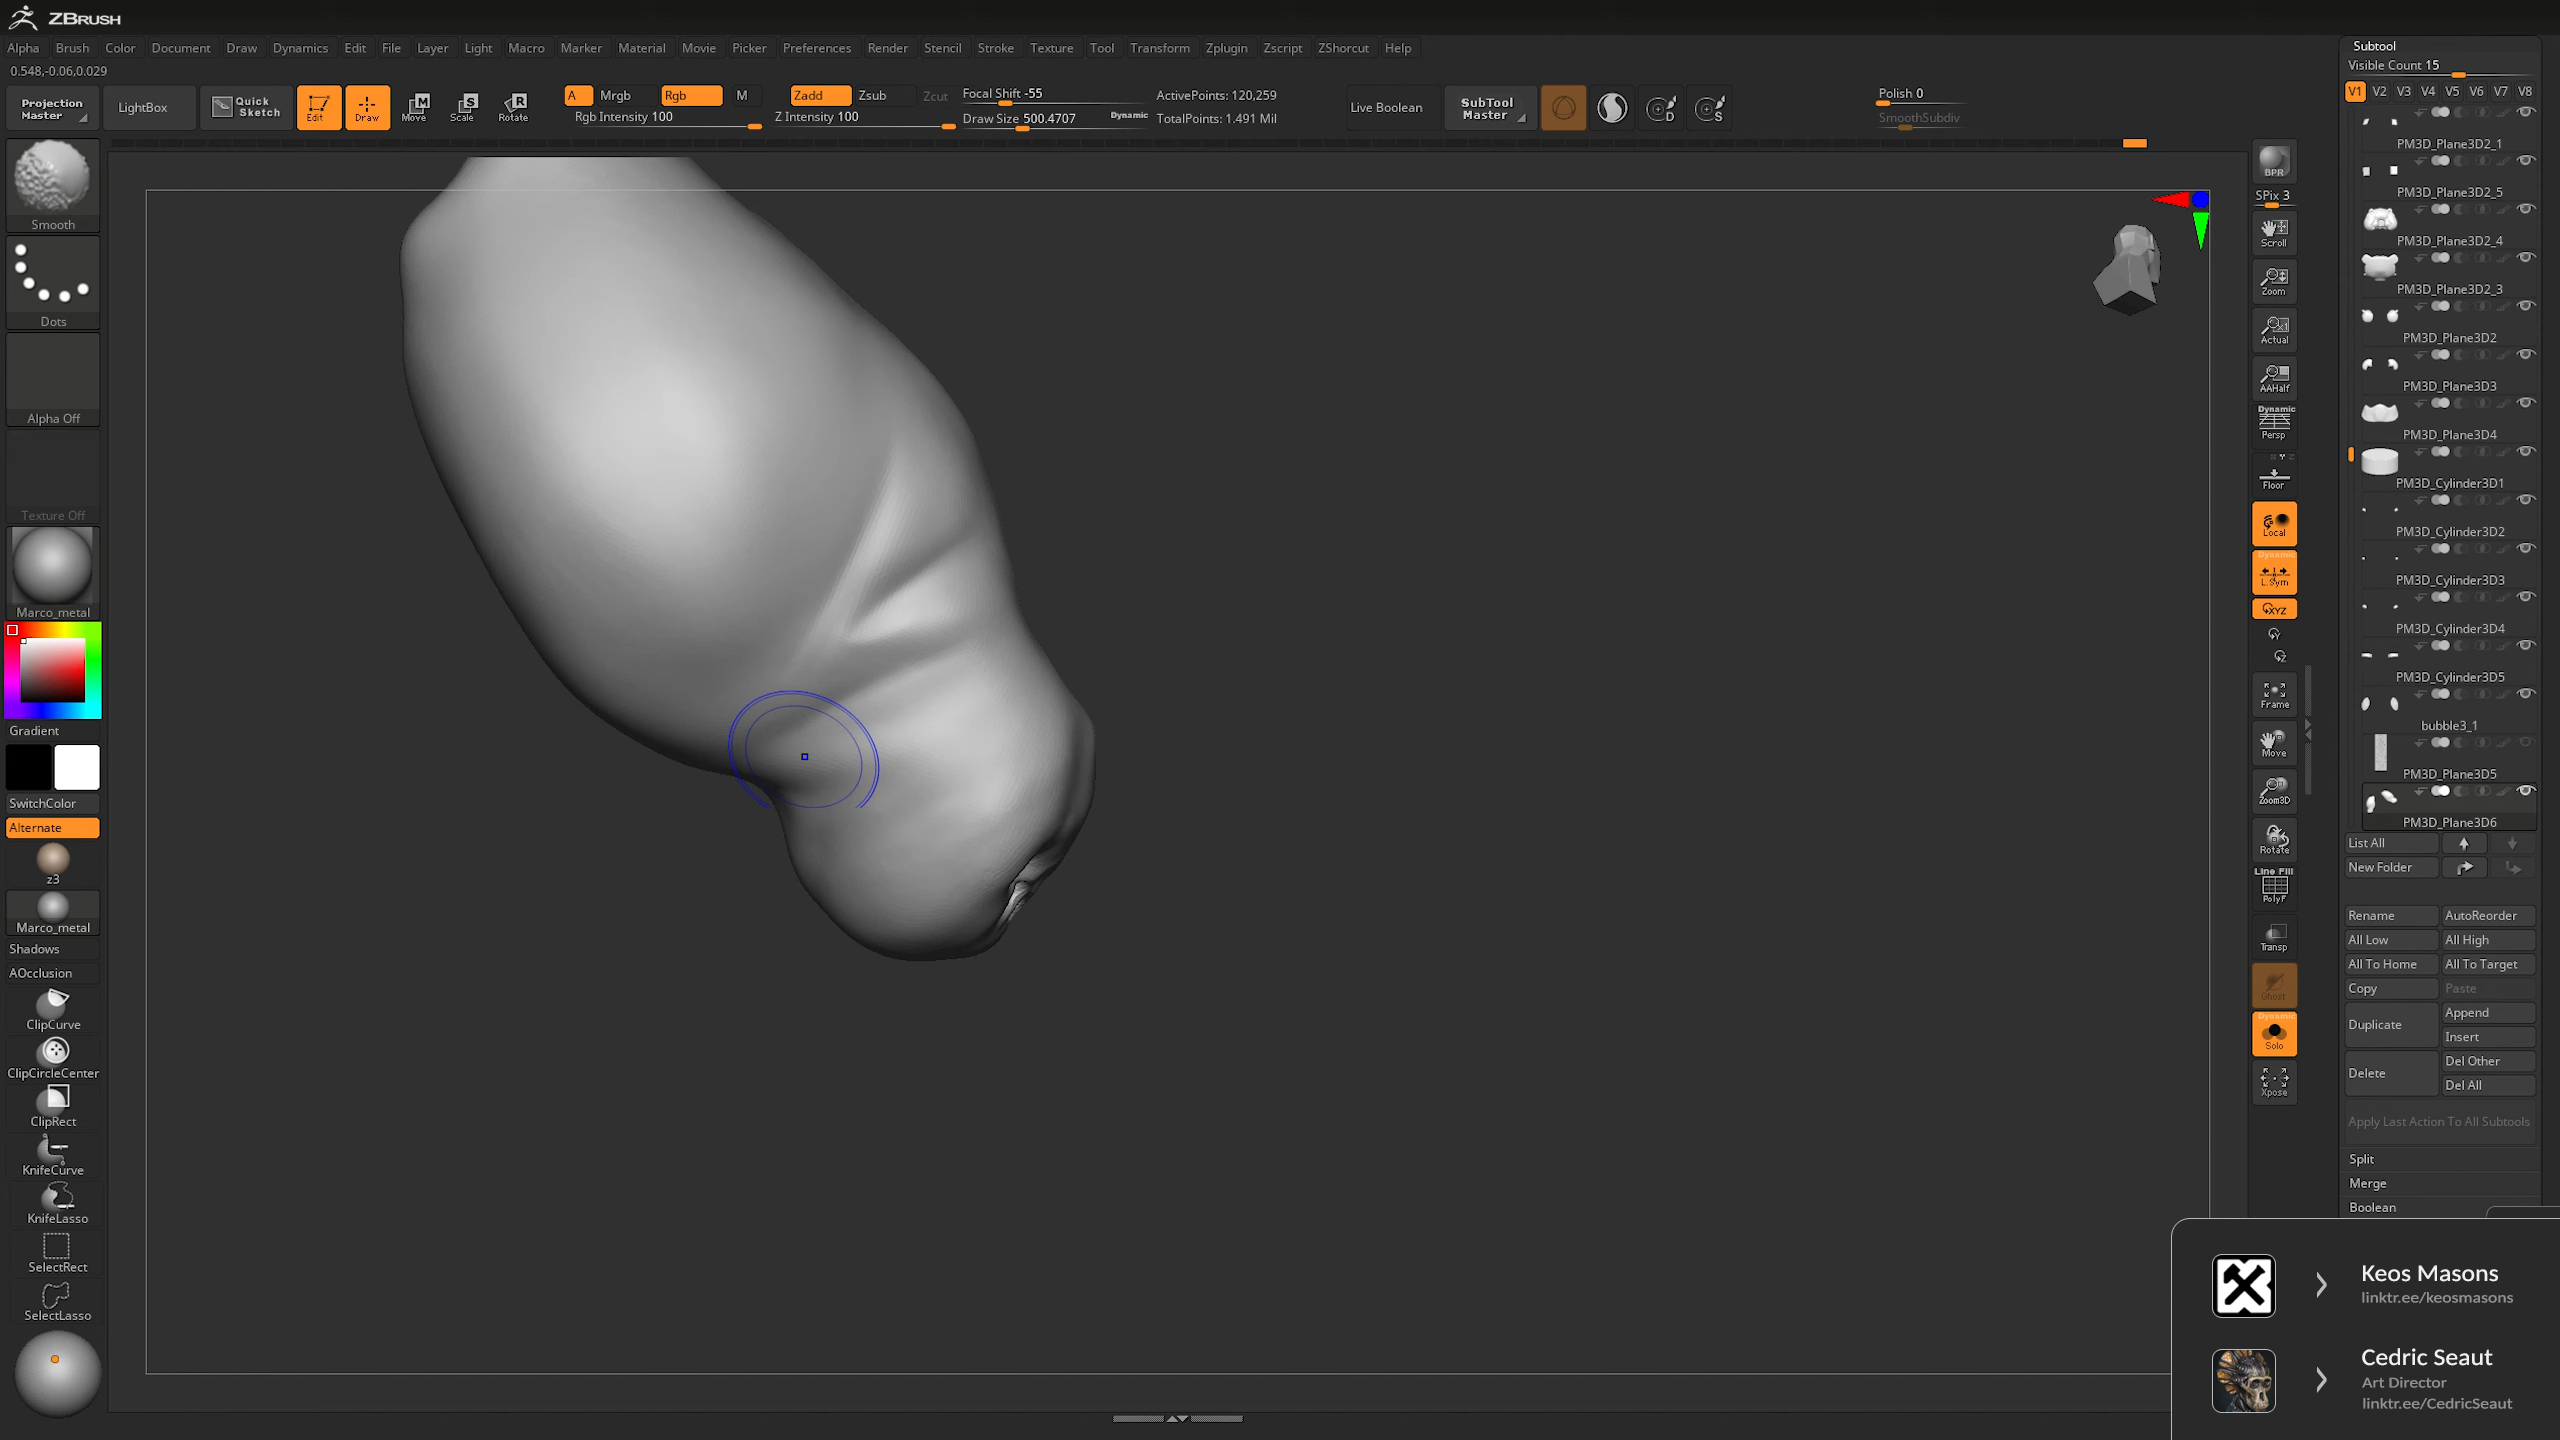 ZBRUSH
Alpha Brush Color Document Draw Dynamics Edit File Layer Light Macro Marker Material Movie Picker Preferences Render Stencil Stroke Texture Tool Transform Zplugin Zscript ZShorcut Help
0.548,-0.06,0.029
Projection Master
LightBox
Quick Sketch
Edit
Draw
Move
Scale
Rotate
A Mrgb Rgb M
Rgb Intensity 100
Zadd Zsub Zcut
Z Intensity 100
Focal Shift -55
Draw Size 500.4707
Dynamic
ActivePoints: 120,259
TotalPoints: 1.491 Mil
Live Boolean
SubTool Master
Polish 0
SmoothSubdiv
Smooth
Dots
Alpha Off
Texture Off
Marco_metal
Gradient
SwitchColor
Alternate
z3
Marco_metal
Shadows
AOcclusion
ClipCurve
ClipCircleCenter
ClipRect
KnifeCurve
KnifeLasso
SelectRect
SelectLasso
BPR
SPix 3
Scroll
Zoom
Actual
AAHalf
Dynamic
Persp
Floor
Local
Dynamic
L.Sym
XYZ
Y
Z
Frame
Move
Zoom3D
Rotate
Line Fill
PolyF
Transp
Ghost
Dynamic
Solo
Xpose
Subtool
Visible Count 15
V1 V2 V3 V4 V5 V6 V7 V8
PM3D_Plane3D2_1
PM3D_Plane3D2_5
PM3D_Plane3D2_4
PM3D_Plane3D2_3
PM3D_Plane3D2
PM3D_Plane3D3
PM3D_Plane3D4
PM3D_Cylinder3D1
PM3D_Cylinder3D2
PM3D_Cylinder3D3
PM3D_Cylinder3D4
PM3D_Cylinder3D5
bubble3_1
PM3D_Plane3D5
PM3D_Plane3D6
List All
New Folder
Rename AutoReorder
All Low All High
All To Home All To Target
Copy Paste
Duplicate Append
Insert
Delete Del Other
Del All
Apply Last Action To All Subtools
Split
Merge
Boolean
Keos Masons
linktr.ee/keosmasons
Cedric Seaut
Art Director
linktr.ee/CedricSeaut